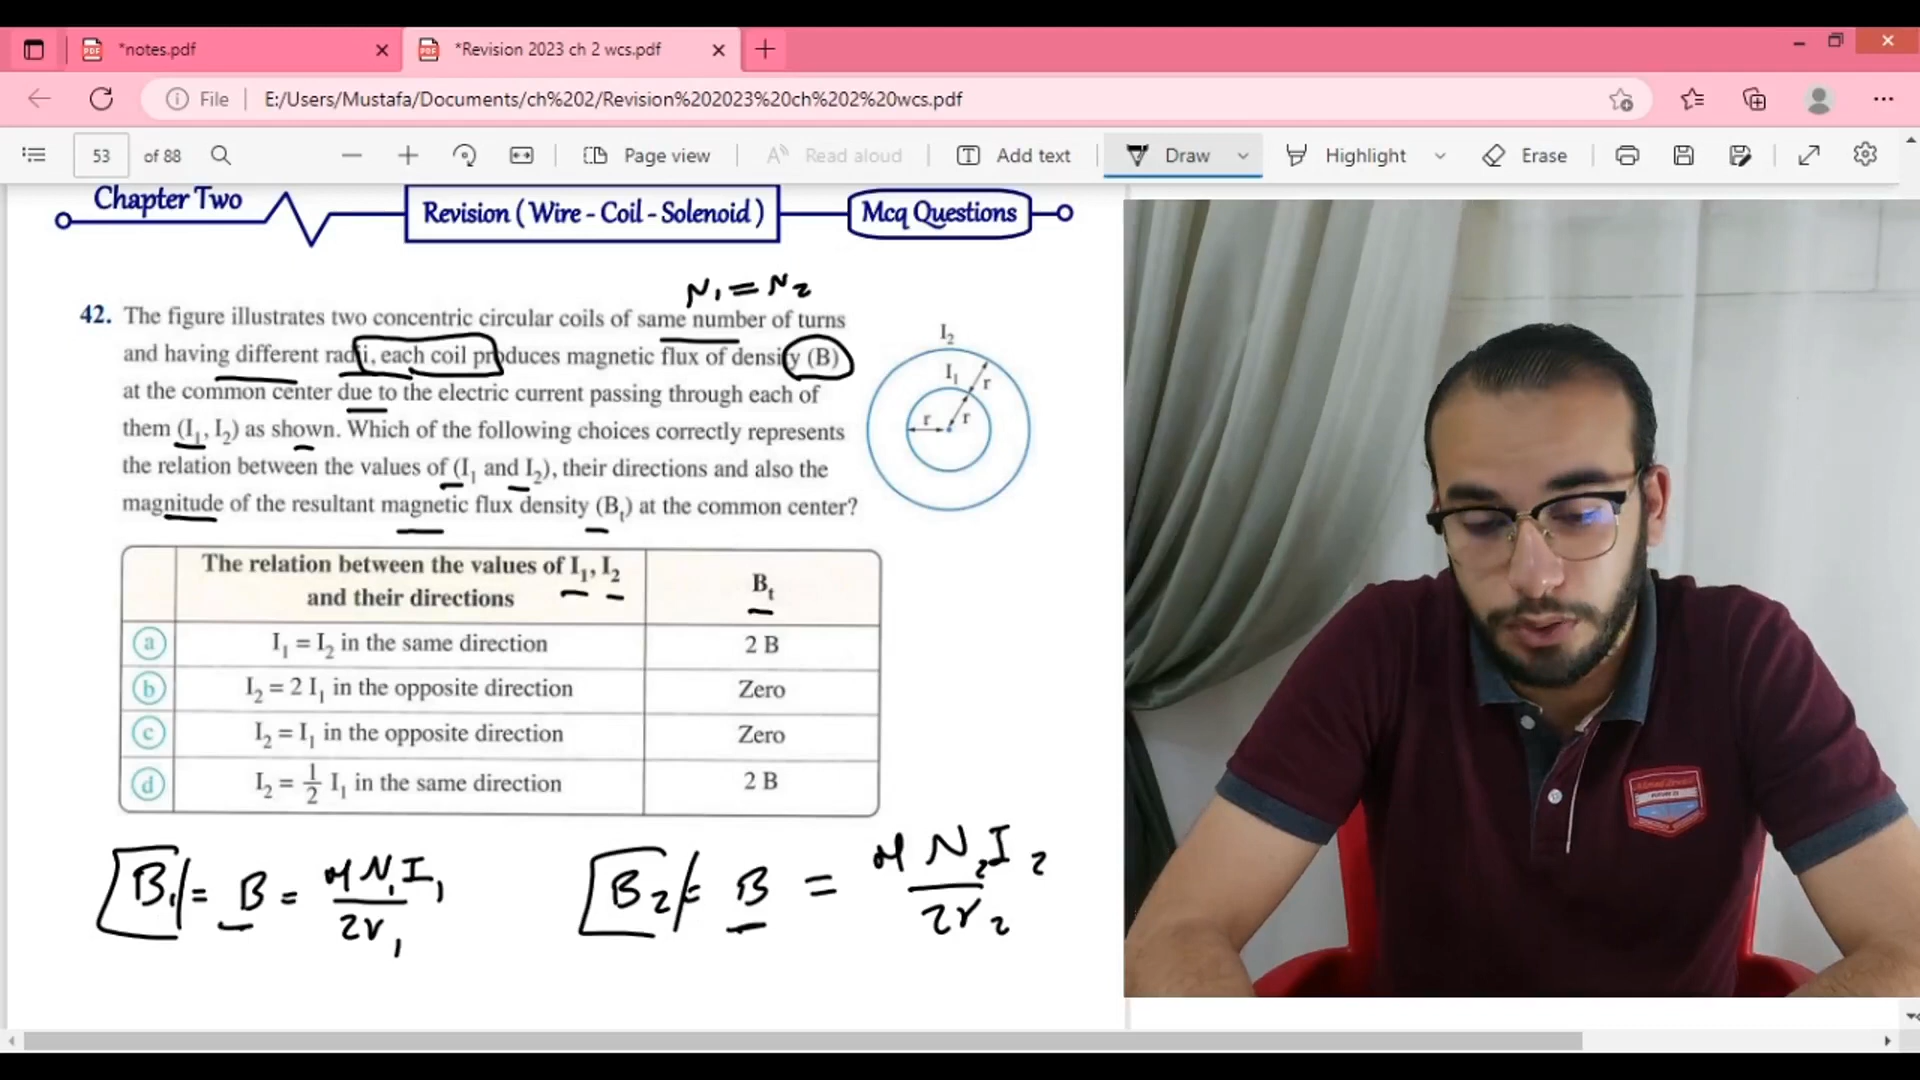 *notes.pdf
*Revision 2023 ch 2 wcs.pdf
File
E:/Users/Mustafa/Documents/ch%202/Revision%202023%20ch%202%20wcs.pdf
53 of 88
Page view
Read aloud
Add text
Draw
Highlight
Erase
Chapter Two
Revision ( Wire - Coil - Solenoid )
Mcq Questions
N₁ = N₂
42. The figure illustrates two concentric circular coils of same number of turns
and having different radii, each coil produces magnetic flux of density (B)
at the common center due to the electric current passing through each of
them (I₁, I₂) as shown. Which of the following choices correctly represents
the relation between the values of (I₁ and I₂), their directions and also the
magnitude of the resultant magnetic flux density (Bₜ) at the common center?
I₂
I₁
r
r
r
The relation between the values of I₁, I₂
and their directions
Bₜ
a I₁ = I₂ in the same direction 2 B
b I₂ = 2 I₁ in the opposite direction Zero
c I₂ = I₁ in the opposite direction Zero
d I₂ = 1/2 I₁ in the same direction 2 B
B₁ = B = μN₁I₁ / 2r₁
B₂ = B = μN₂I₂ / 2r₂